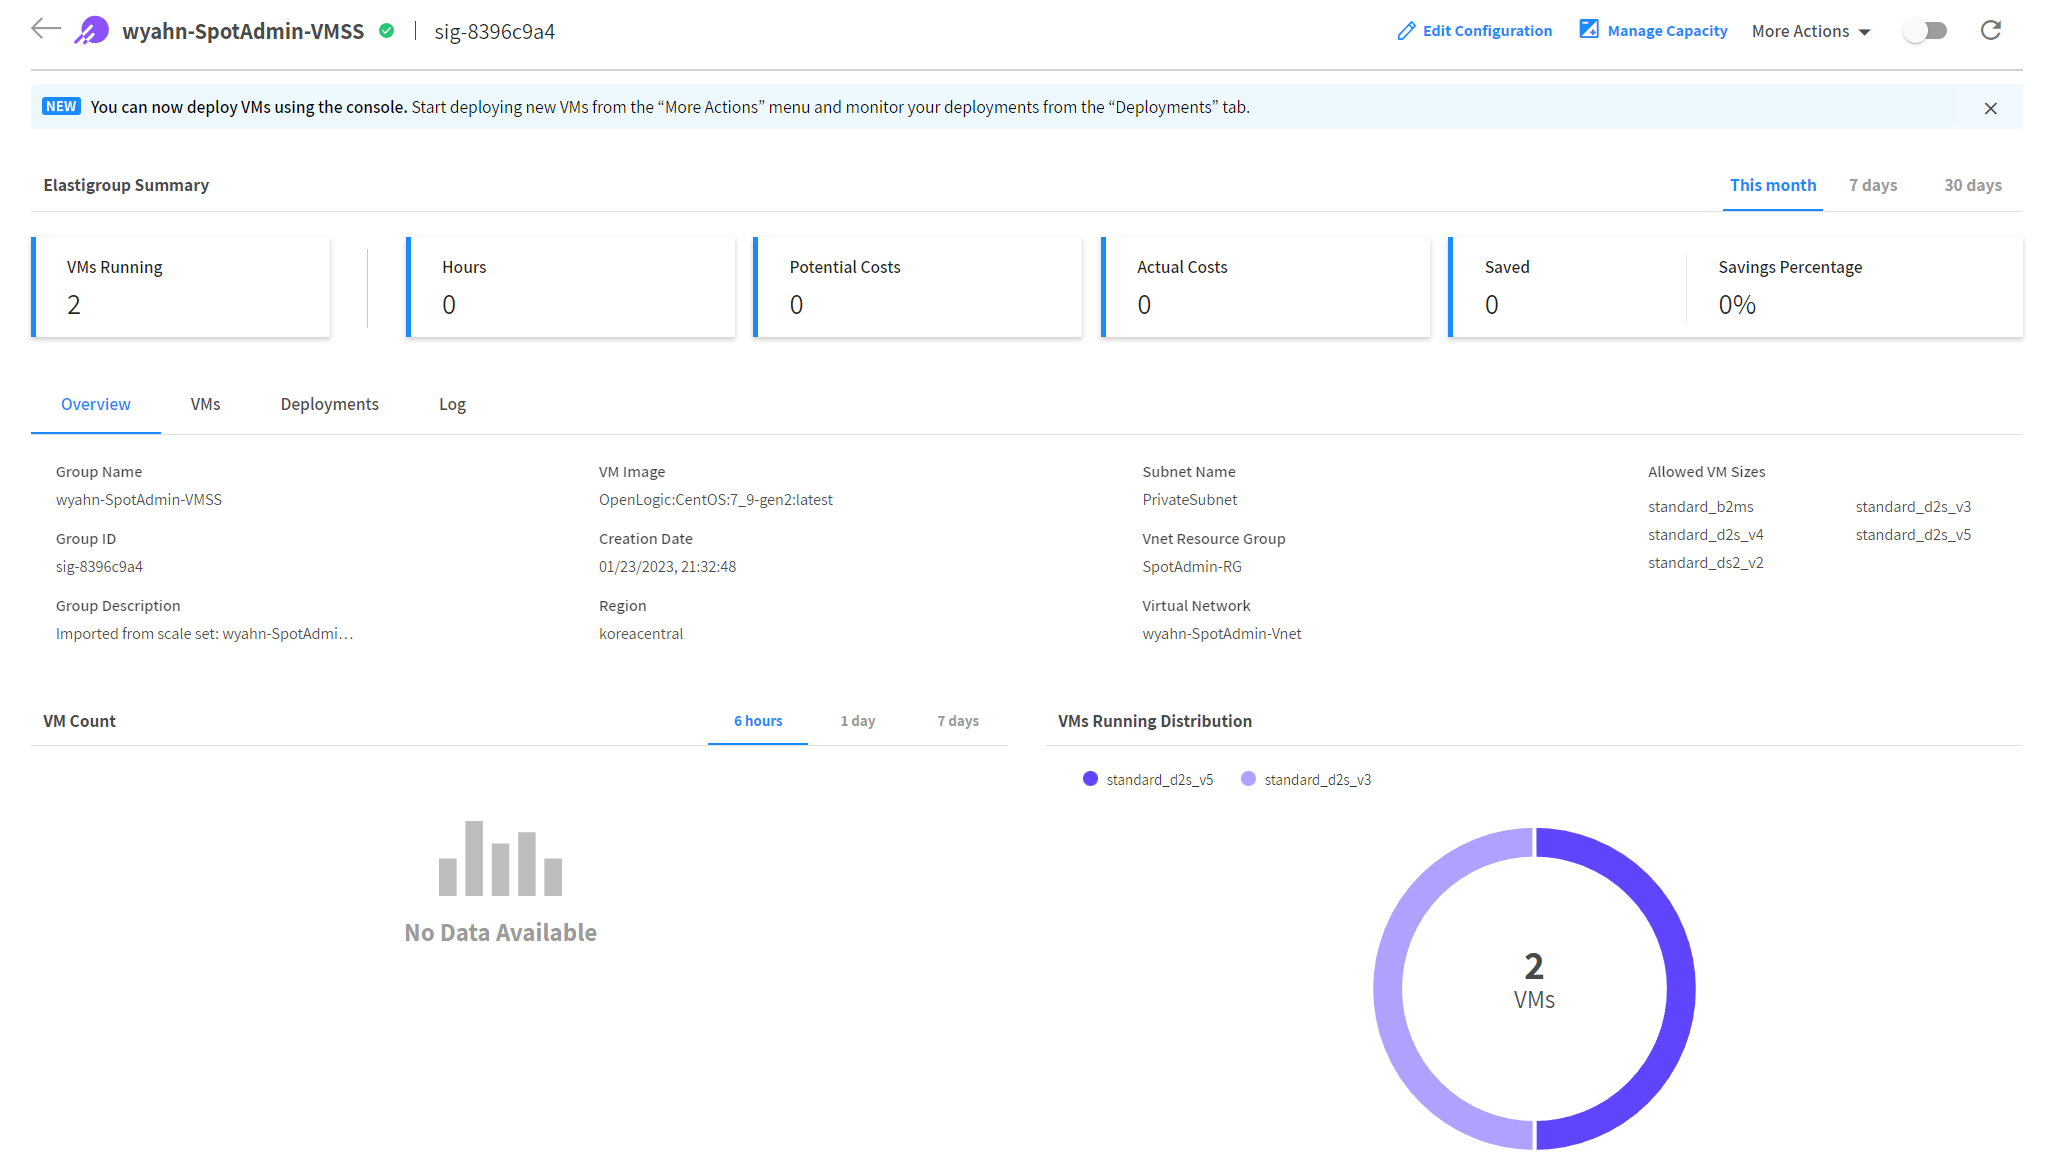 wyahn-SpotAdmin-VMSS | sig-8396c9a4 Edit Configuration Manage Capacity More Actions
NEW You can now deploy VMs using the console. Start deploying new VMs from the “More Actions” menu and monitor your deployments from the “Deployments” tab.
Elastigroup Summary This month 7 days 30 days
VMs Running Hours Potential Costs Actual Costs Saved Savings Percentage
2 0 0 0 0 0%
Overview VMs Deployments Log
Group Name VM Image Subnet Name Allowed VM Sizes
wyahn-SpotAdmin-VMSS OpenLogic:CentOS:7_9-gen2:latest PrivateSubnet
standard_b2ms standard_d2s_v3
Group ID Creation Date Vnet Resource Group
standard_d2s_v4 standard_d2s_v5
sig-8396c9a4 01/23/2023, 21:32:48 SpotAdmin-RG
standard_ds2_v2
Group Description Region Virtual Network
Imported from scale set: wyahn-SpotAdmi... koreacentral wyahn-SpotAdmin-Vnet
VM Count 6 hours 1 day 7 days VMs Running Distribution
standard_d2s_v5 standard_d2s_v3
No Data Available
2
VMs